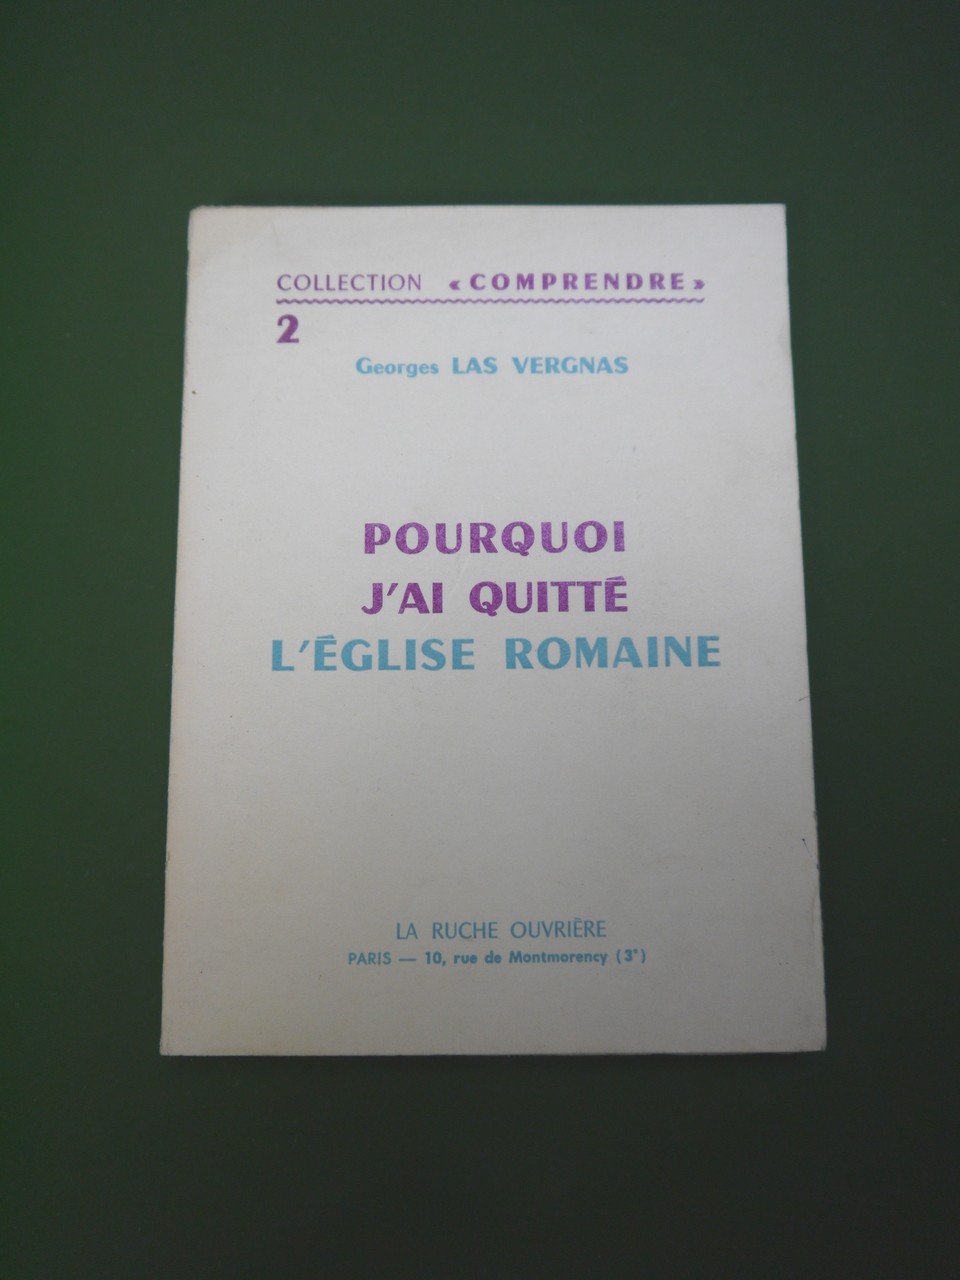 COLLECTION « COMPRENDRE »
2
Georges LAS VERGNAS
POURQUOI
J'AI QUITTÉ
L'ÉGLISE ROMAINE
LA RUCHE OUVRIÈRE
PARIS — 10, rue de Montmorency (3e)